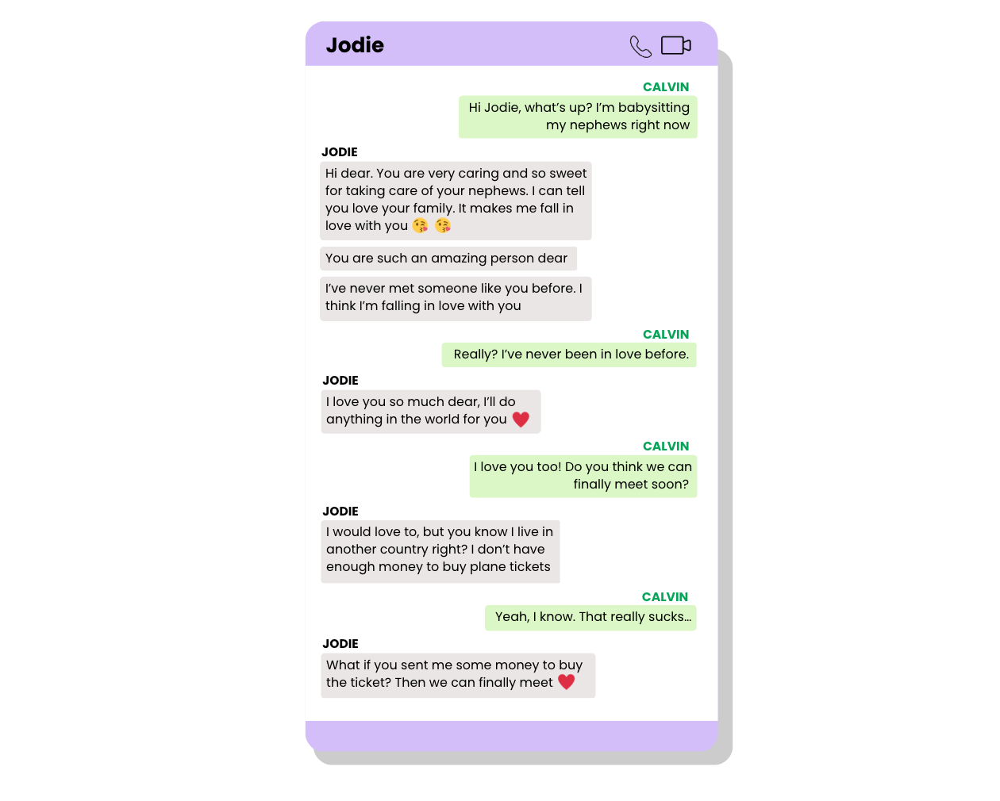 Jodie
CALVIN
Hi Jodie, what’s up? I’m babysitting
my nephews right now
JODIE
Hi dear. You are very caring and so sweet
for taking care of your nephews. I can tell
you love your family. It makes me fall in
love with you 😘 😘
You are such an amazing person dear
I’ve never met someone like you before. I
think I’m falling in love with you
CALVIN
Really? I’ve never been in love before.
JODIE
I love you so much dear, I’ll do
anything in the world for you ❤️
CALVIN
I love you too! Do you think we can
finally meet soon?
JODIE
I would love to, but you know I live in
another country right? I don’t have
enough money to buy plane tickets
CALVIN
Yeah, I know. That really sucks...
JODIE
What if you sent me some money to buy
the ticket? Then we can finally meet ❤️